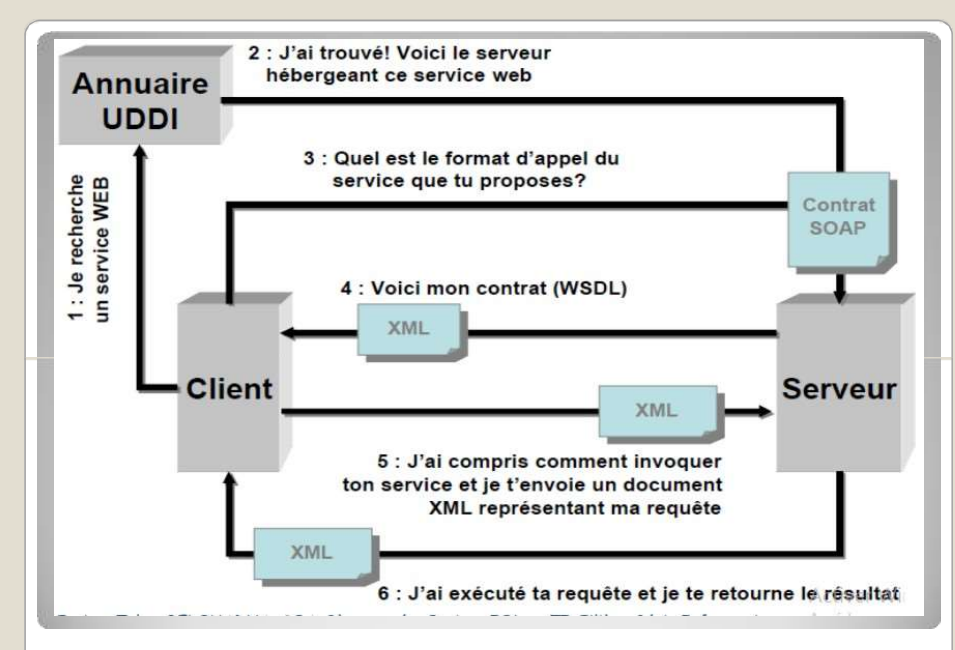 2 : J'ai trouvé! Voici le serveur
hébergeant ce service web
Annuaire
UDDI
3 : Quel est le format d'appel du
service que tu proposes?
1 : Je recherche
un service WEB
Contrat
SOAP
4 : Voici mon contrat (WSDL)
XML
Client
Serveur
XML
5 : J'ai compris comment invoquer
ton service et je t'envoie un document
XML représentant ma requête
XML
6 : J'ai exécuté ta requête et je te retourne le résultat